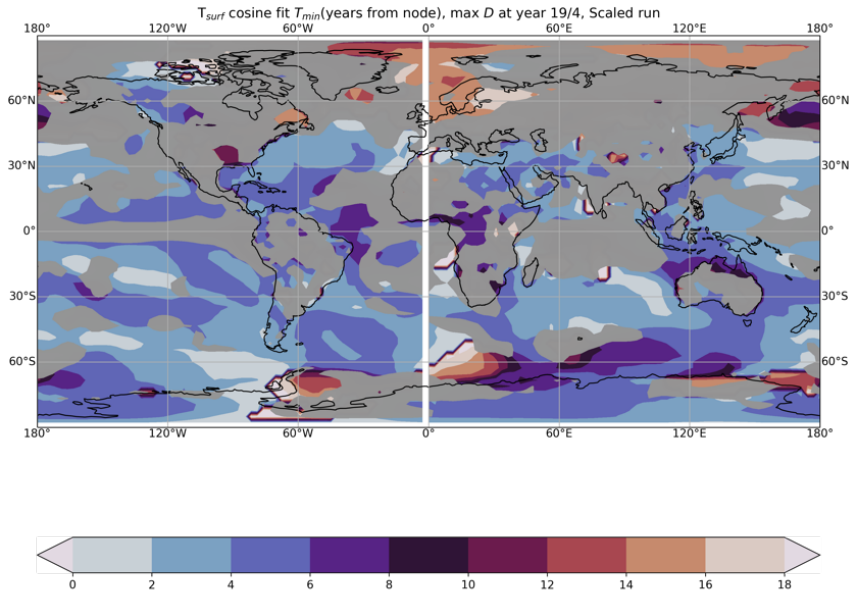 T_surf cosine fit T_min(years from node), max D at year 19/4, Scaled run
180° 120°W 60°W 0° 60°E 120°E 180°
60°N 60°N
30°N 30°N
0° 0°
30°S 30°S
60°S 60°S
180° 120°W 60°W 0° 60°E 120°E 180°
0 2 4 6 8 10 12 14 16 18